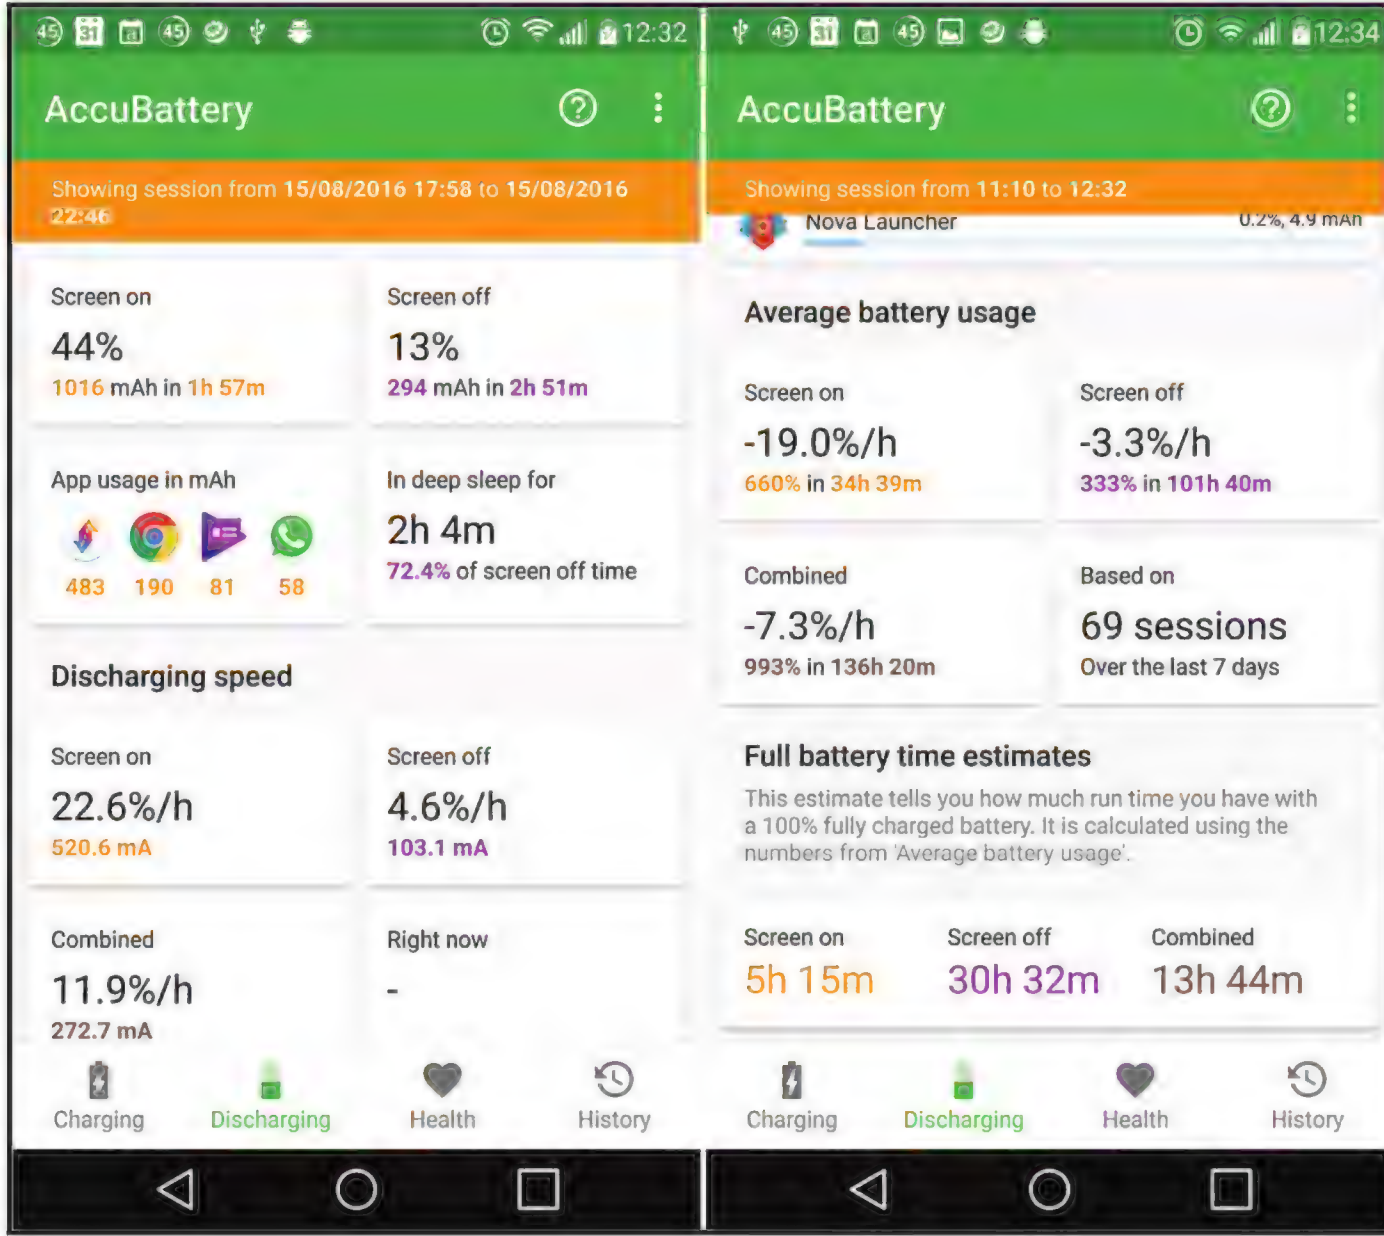 45 31 45 12:32
AccuBattery
Showing session from 15/08/2016 17:58 to 15/08/2016
22:46
Screen on
44%
1016 mAh in 1h 57m
Screen off
13%
294 mAh in 2h 51m
App usage in mAh
483 190 81 58
In deep sleep for
2h 4m
72.4% of screen off time
Discharging speed
Screen on
22.6%/h
520.6 mA
Screen off
4.6%/h
103.1 mA
Combined
11.9%/h
272.7 mA
Right now
-
Charging Discharging Health History
45 31 45 12:34
AccuBattery
Showing session from 11:10 to 12:32
Nova Launcher 0.2%, 4.9 mAh
Average battery usage
Screen on
-19.0%/h
660% in 34h 39m
Screen off
-3.3%/h
333% in 101h 40m
Combined
-7.3%/h
993% in 136h 20m
Based on
69 sessions
Over the last 7 days
Full battery time estimates
This estimate tells you how much run time you have with
a 100% fully charged battery. It is calculated using the
numbers from 'Average battery usage'.
Screen on Screen off Combined
5h 15m 30h 32m 13h 44m
Charging Discharging Health History